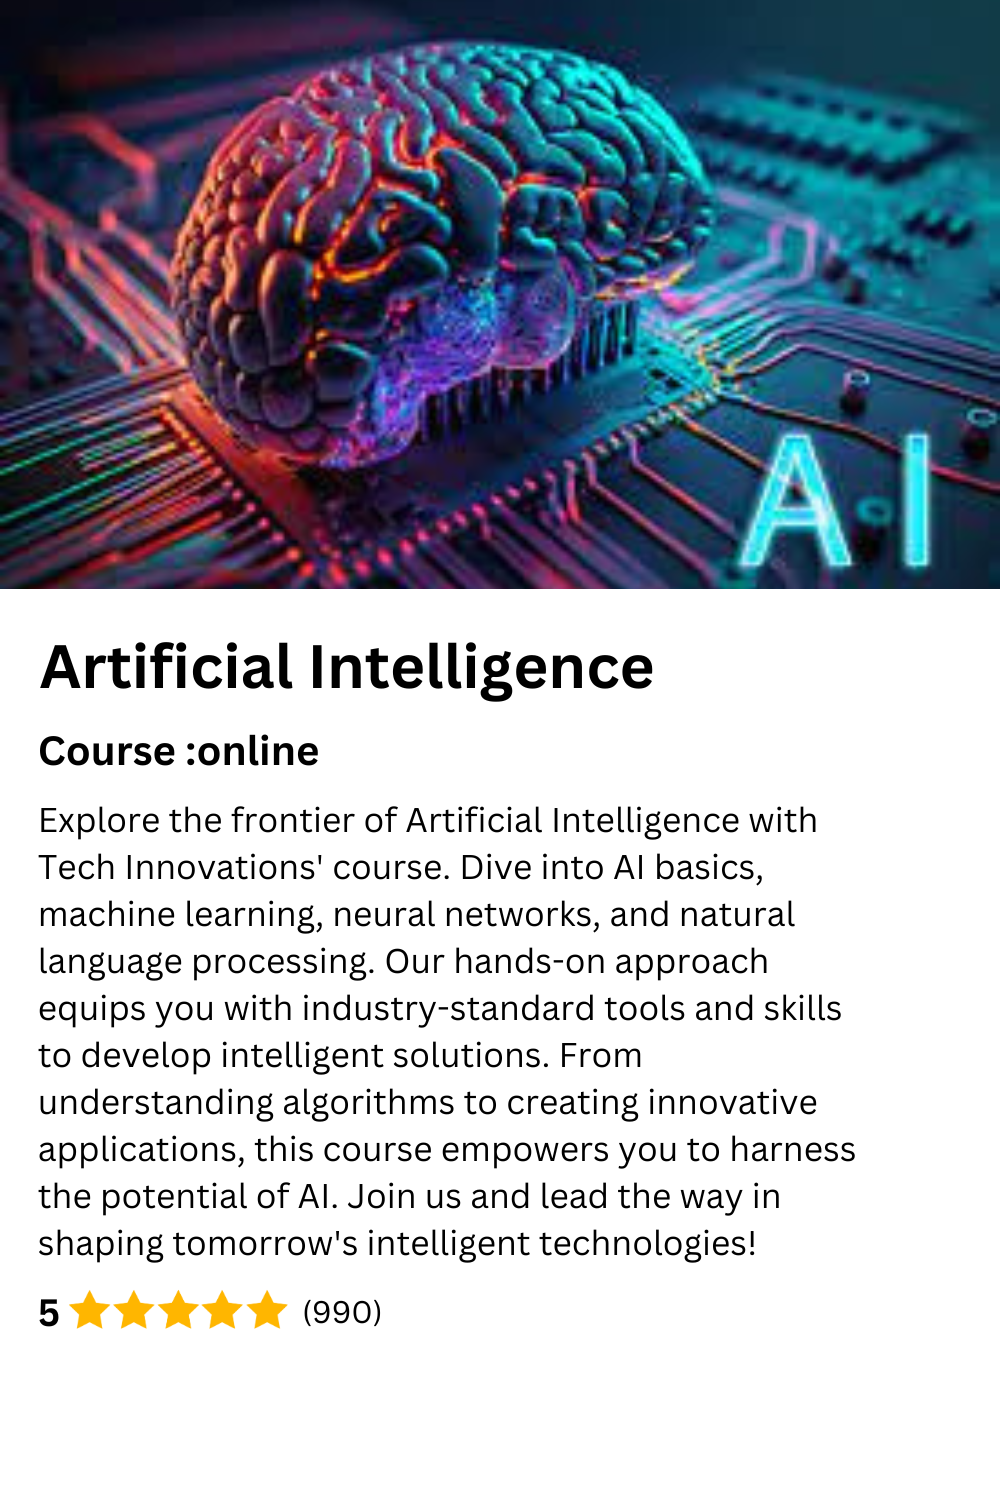 AI
Artificial Intelligence
Course :online
Explore the frontier of Artificial Intelligence with
Tech Innovations' course. Dive into AI basics,
machine learning, neural networks, and natural
language processing. Our hands-on approach
equips you with industry-standard tools and skills
to develop intelligent solutions. From
understanding algorithms to creating innovative
applications, this course empowers you to harness
the potential of AI. Join us and lead the way in
shaping tomorrow's intelligent technologies!
5 (990)